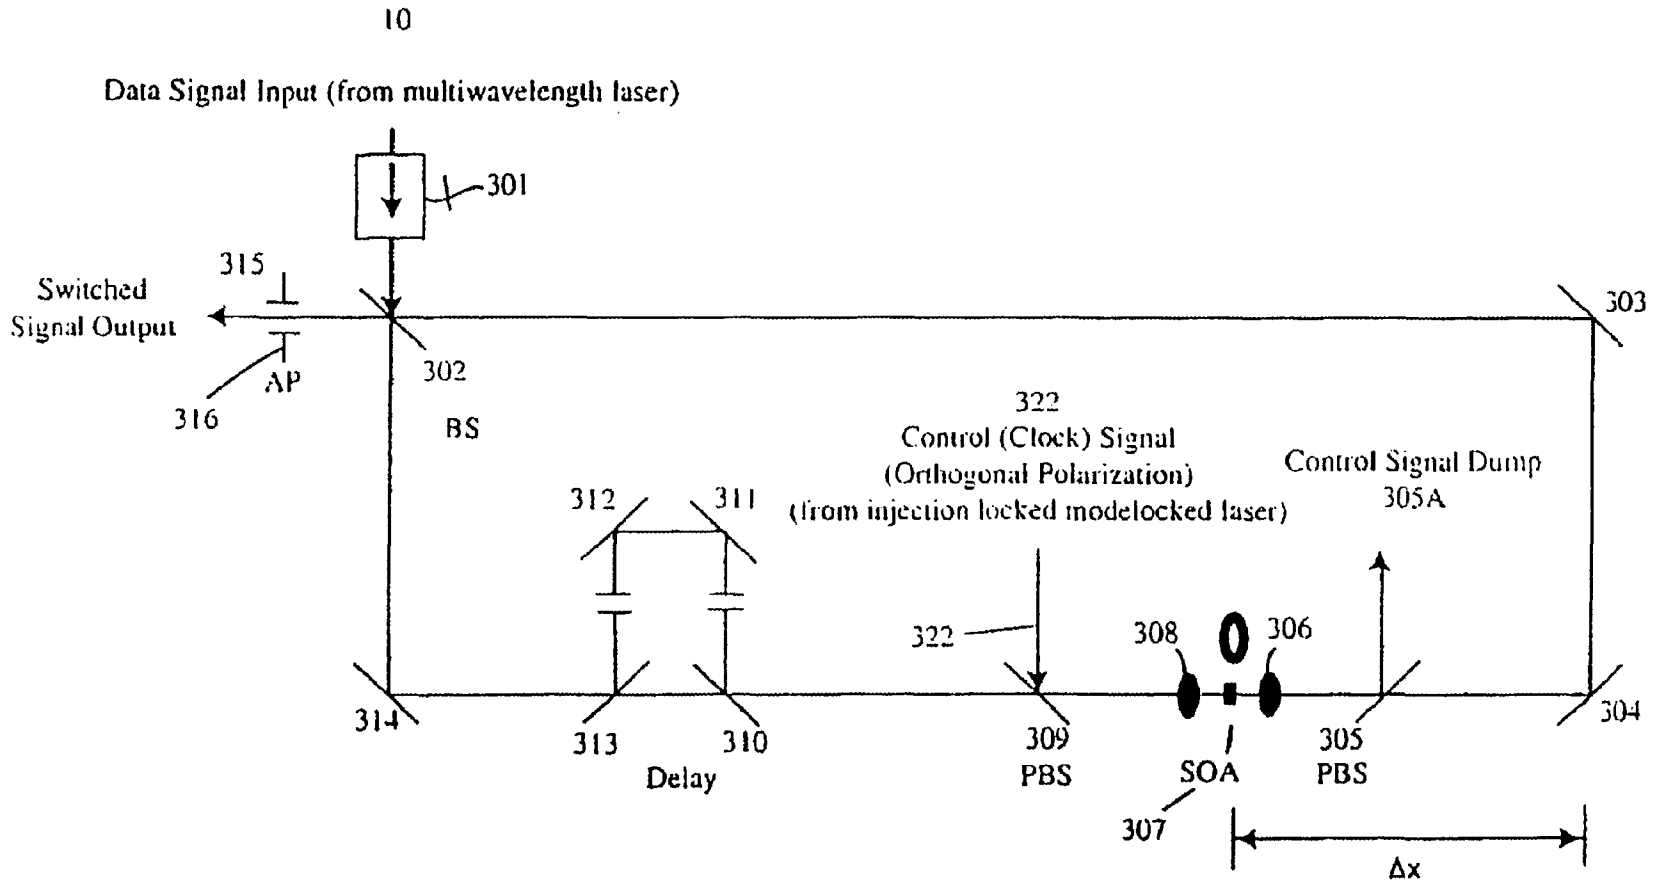 10
Data Signal Input (from multiwavelength laser)
301
315
Switched
Signal Output
303
302
AP
316
BS
322
Control (Clock) Signal
(Orthogonal Polarization)
(from injection locked modelocked laser)
Control Signal Dump
305A
312
311
322
308
306
314
313
310
309
PBS
SOA
305
PBS
304
Delay
307
Δx